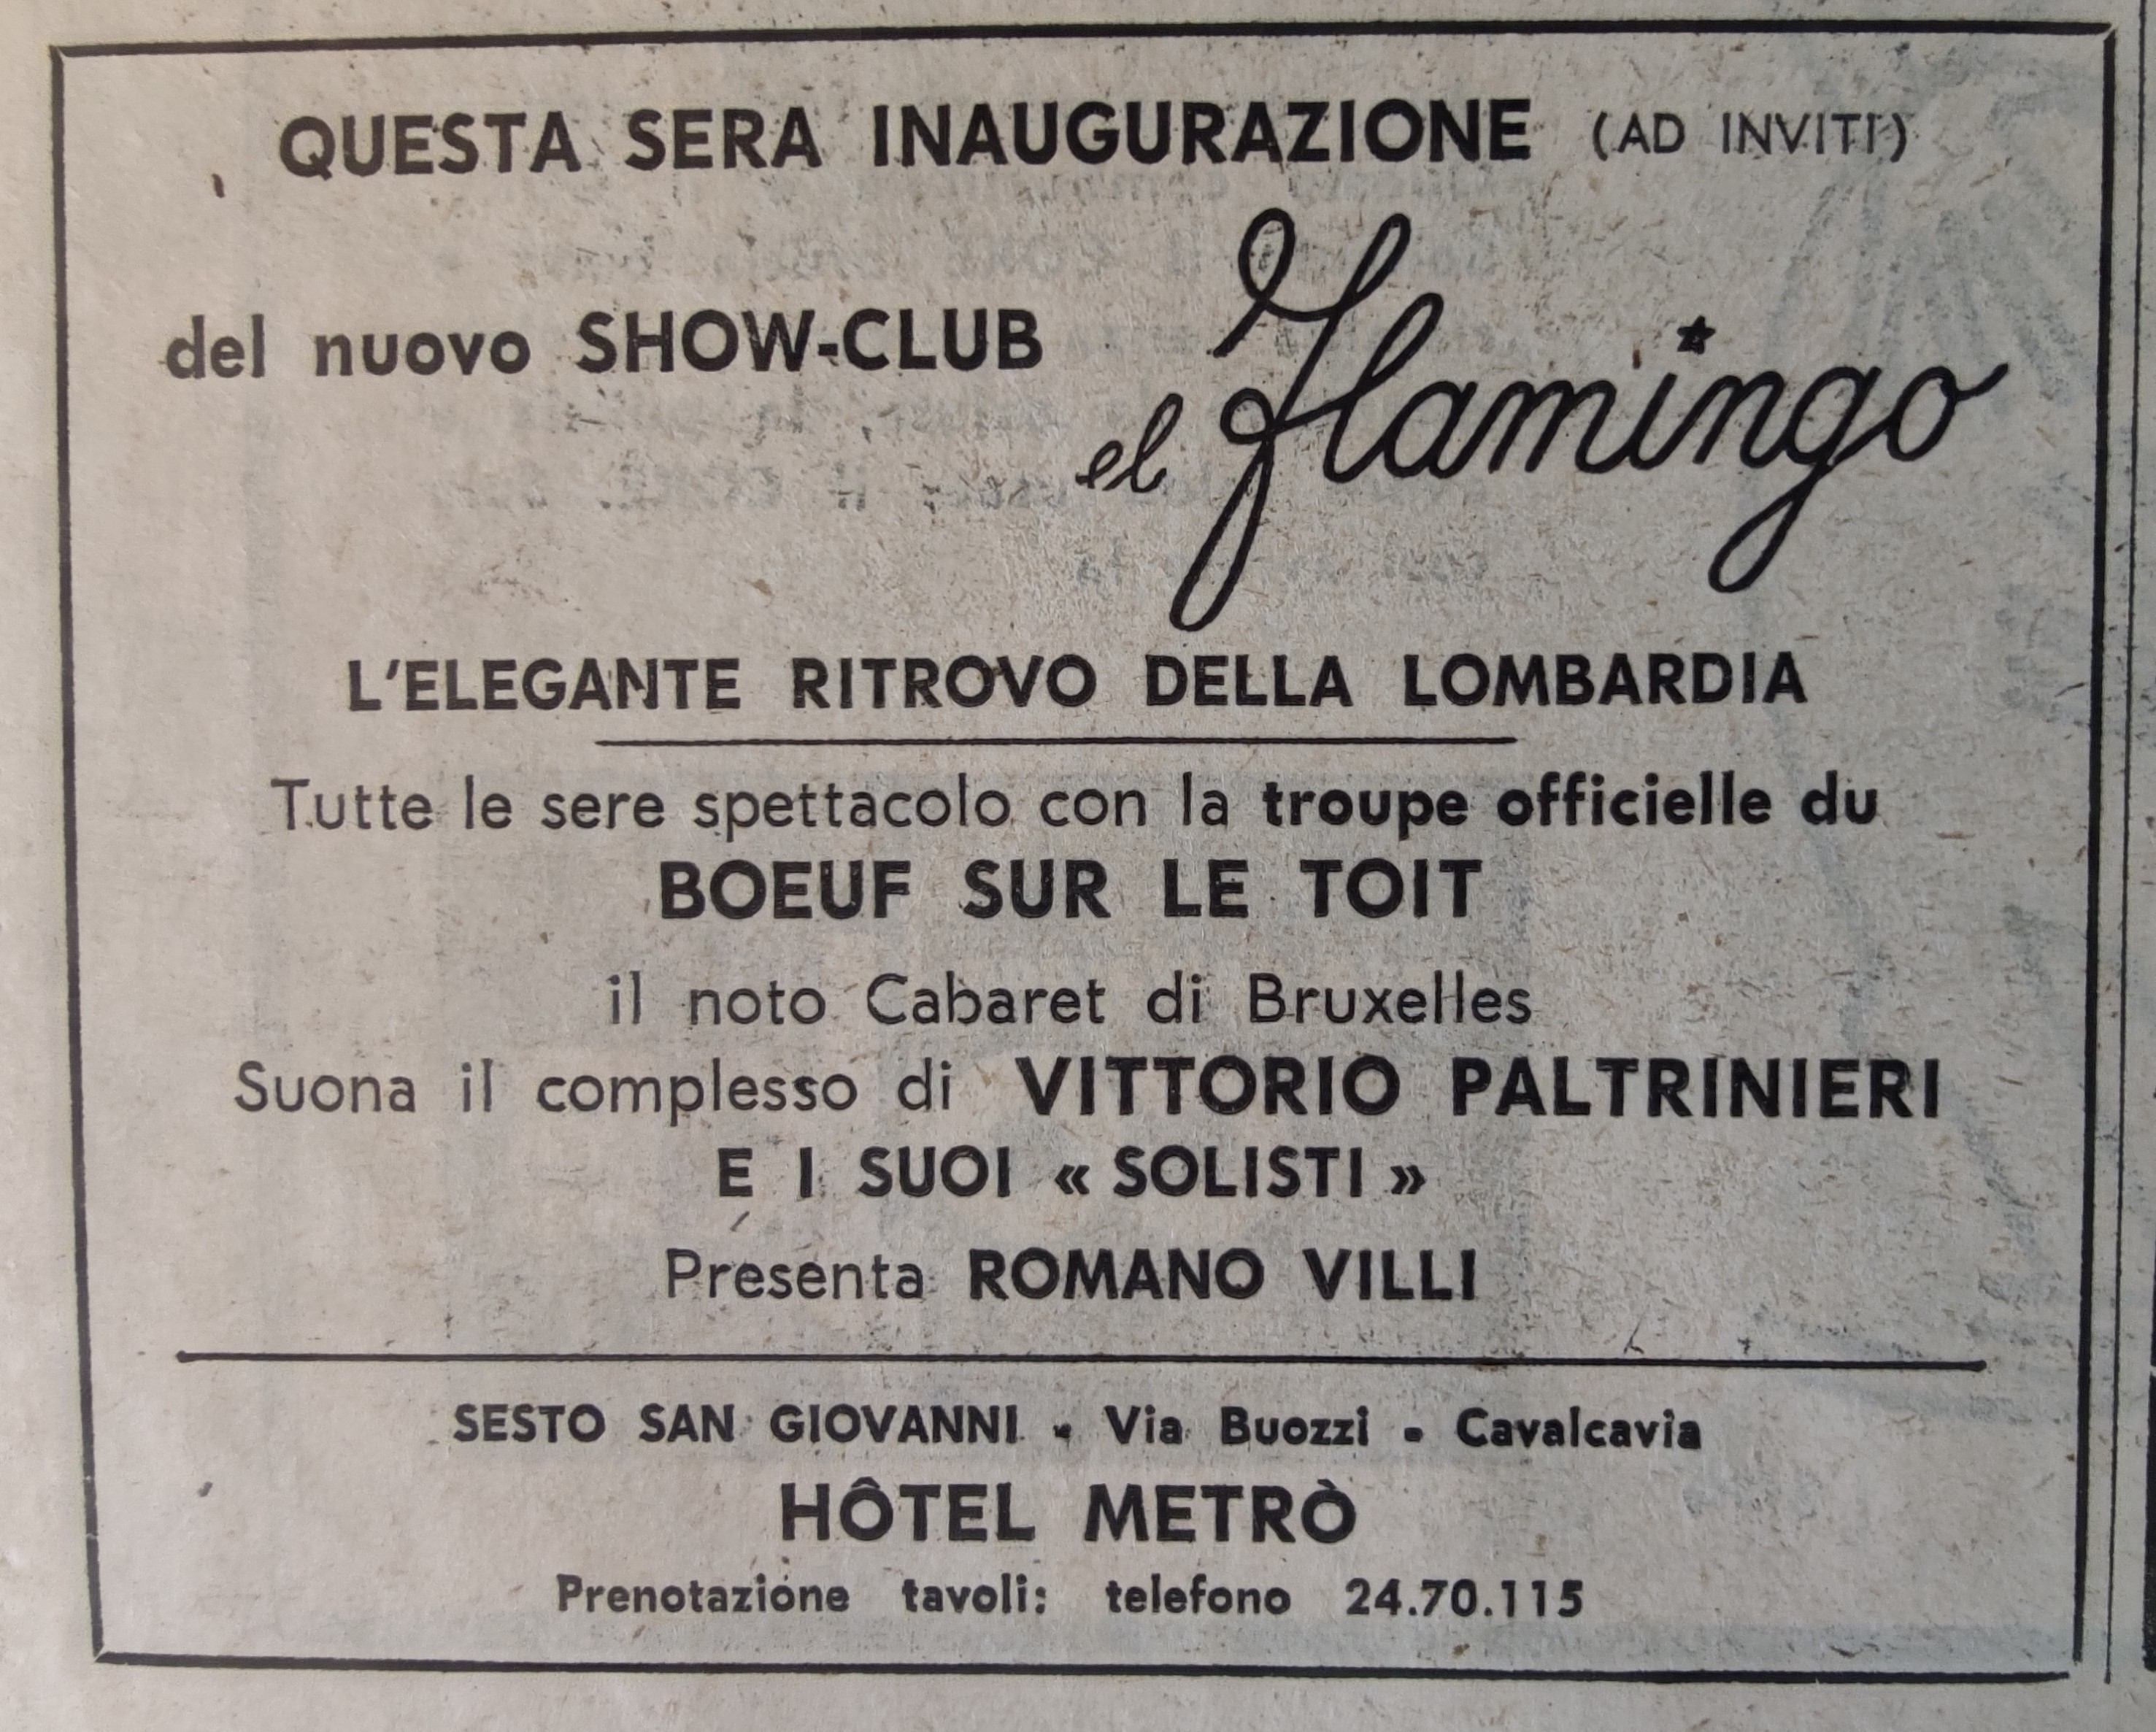 QUESTA SERA INAUGURAZIONE (AD INVITI)
del nuovo SHOW-CLUB
el Flamingo
L'ELEGANTE RITROVO DELLA LOMBARDIA
Tutte le sere spettacolo con la troupe officielle du
BOEUF SUR LE TOIT
il noto Cabaret di Bruxelles
Suona il complesso di VITTORIO PALTRINIERI
E I SUOI « SOLISTI »
Presenta ROMANO VILLI
SESTO SAN GIOVANNI - Via Buozzi - Cavalcavia
HÔTEL METRÒ
Prenotazione tavoli: telefono 24.70.115